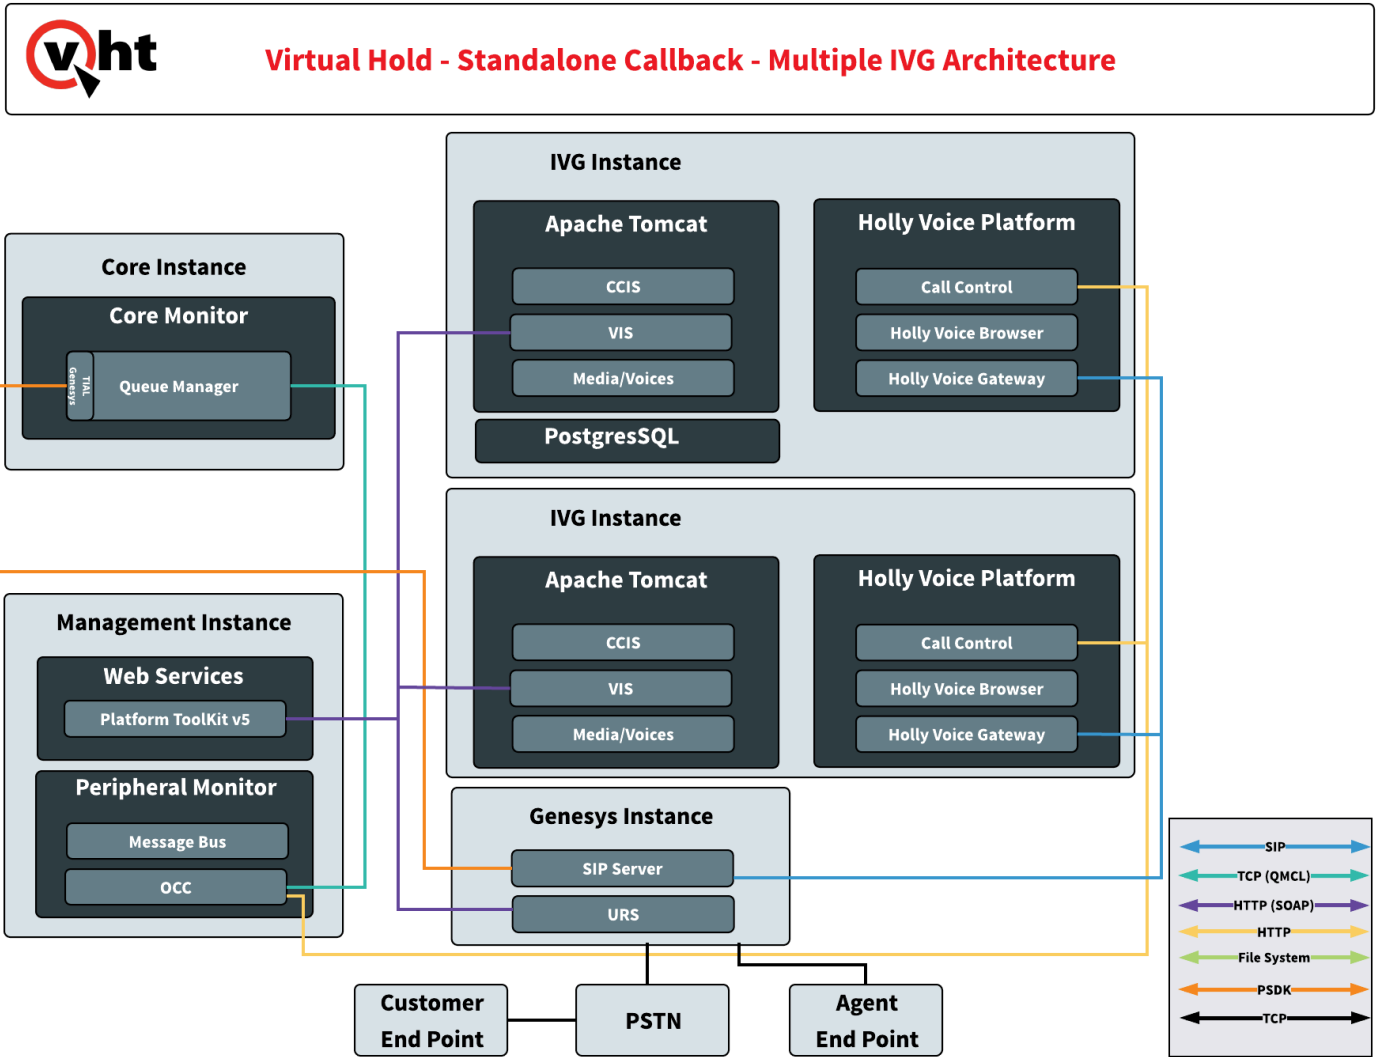 vht
Virtual Hold - Standalone Callback - Multiple IVG Architecture
Core Instance
Core Monitor
TIAL
Genesys
Queue Manager
Management Instance
Web Services
Platform ToolKit v5
Peripheral Monitor
Message Bus
OCC
IVG Instance
Apache Tomcat
CCIS
VIS
Media/Voices
PostgresSQL
Holly Voice Platform
Call Control
Holly Voice Browser
Holly Voice Gateway
IVG Instance
Apache Tomcat
CCIS
VIS
Media/Voices
Holly Voice Platform
Call Control
Holly Voice Browser
Holly Voice Gateway
Genesys Instance
SIP Server
URS
Customer
End Point
PSTN
Agent
End Point
SIP
TCP (QMCL)
HTTP (SOAP)
HTTP
File System
PSDK
TCP